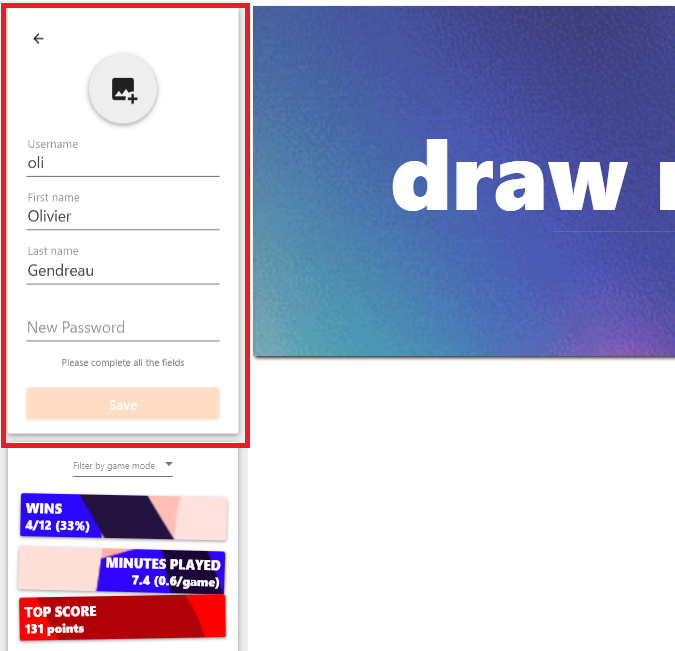 Username
oli
First name
Olivier
Last name
Gendreau
New Password
Please complete all the fields
Save
draw
Filter by game mode
WINS
4/12 (33%)
MINUTES PLAYED
7.4 (0.6/game)
TOP SCORE
131 points